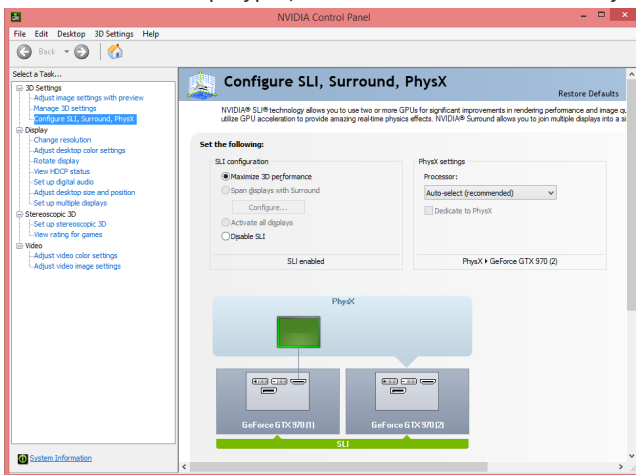 NVIDIA Control Panel
File Edit Desktop 3D Settings Help
Back
Select a Task...
3D Settings
Adjust image settings with preview
Manage 3D settings
Configure SLI, Surround, PhysX
Display
Change resolution
Adjust desktop color settings
Rotate display
View HDCP status
Set up digital audio
Adjust desktop size and position
Set up multiple displays
Stereoscopic 3D
Set up stereoscopic 3D
View rating for games
Video
Adjust video color settings
Adjust video image settings
System Information
Configure SLI, Surround, PhysX
Restore Defaults
NVIDIA® SLI® technology allows you to use two or more GPUs for significant improvements in rendering performance and image qu
utilize GPU acceleration to provide amazing real-time physics effects. NVIDIA® Surround allows you to join multiple displays into a si
Set the following:
SLI configuration
Maximize 3D performance
Span displays with Surround
Configure...
Activate all displays
Disable SLI
SLI enabled
PhysX settings
Processor:
Auto-select (recommended)
Dedicate to PhysX
PhysX ▸ GeForce GTX 970 (2)
PhysX
GeForce GTX 970 (1) GeForce GTX 970 (2)
SLI